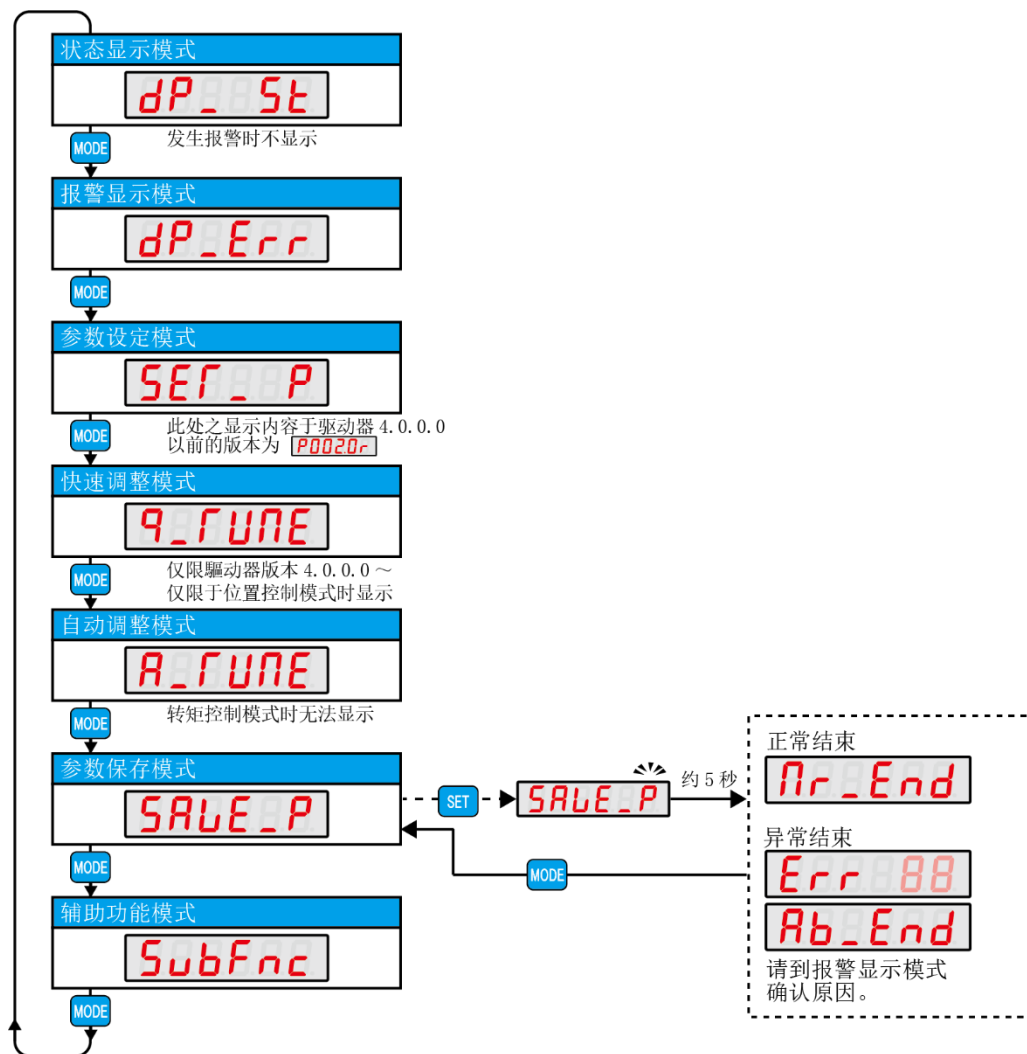 状态显示模式
dP_ St
发生报警时不显示
MODE
报警显示模式
dP_Err
MODE
参数设定模式
SET_ P
MODE
此处之显示内容于驱动器 4.0.0.0
以前的版本为 P002.0r
快速调整模式
q_TUNE
MODE
仅限驅动器版本 4.0.0.0～
仅限于位置控制模式时显示
自动调整模式
A_TUNE
MODE
转矩控制模式时无法显示
参数保存模式
SAVE_P
SET
SAVE_P
约 5 秒
正常结束
Nr_End
异常结束
Err 88
Ab_End
请到报警显示模式
确认原因。
MODE
MODE
辅助功能模式
SubFnc
MODE